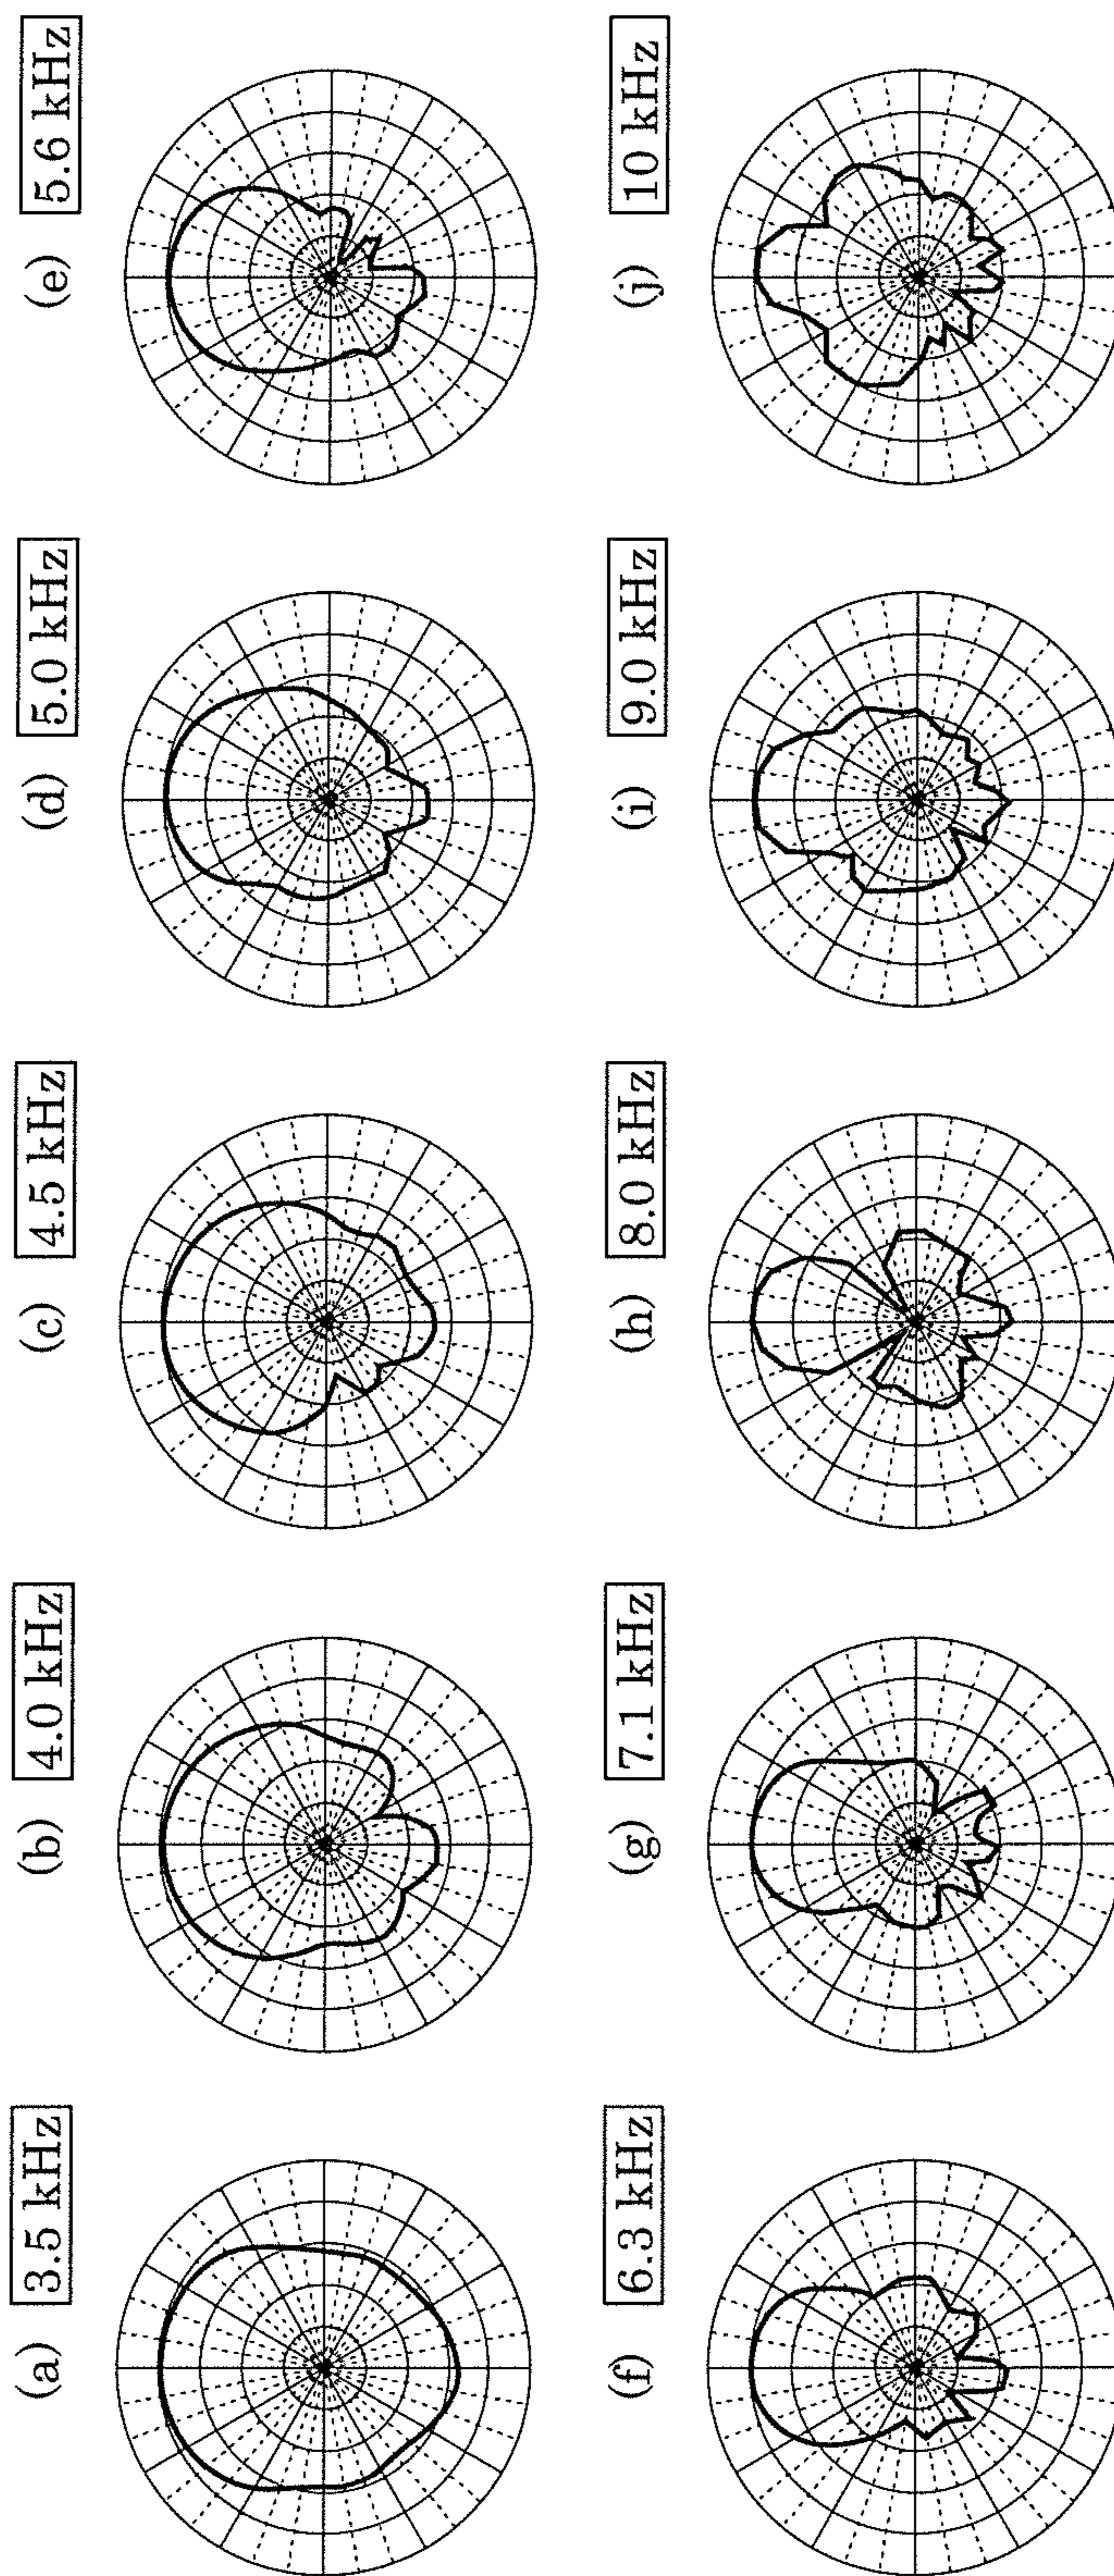 (a) 3.5 kHz
(b) 4.0 kHz
(c) 4.5 kHz
(d) 5.0 kHz
(e) 5.6 kHz
(f) 6.3 kHz
(g) 7.1 kHz
(h) 8.0 kHz
(i) 9.0 kHz
(j) 10 kHz